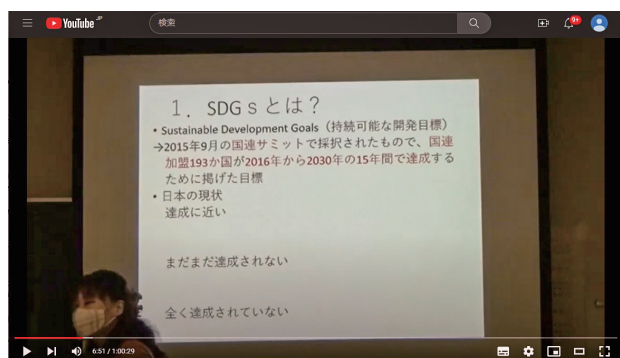 YouTube JP
検索
9+
1. SDGｓとは？
• Sustainable Development Goals（持続可能な開発目標）
→2015年9月の国連サミットで採択されたもので、国連
加盟193か国が2016年から2030年の15年間で達成する
ために掲げた目標
• 日本の現状
達成に近い
まだまだ達成されない
全く達成されていない
6:51 / 1:00:29